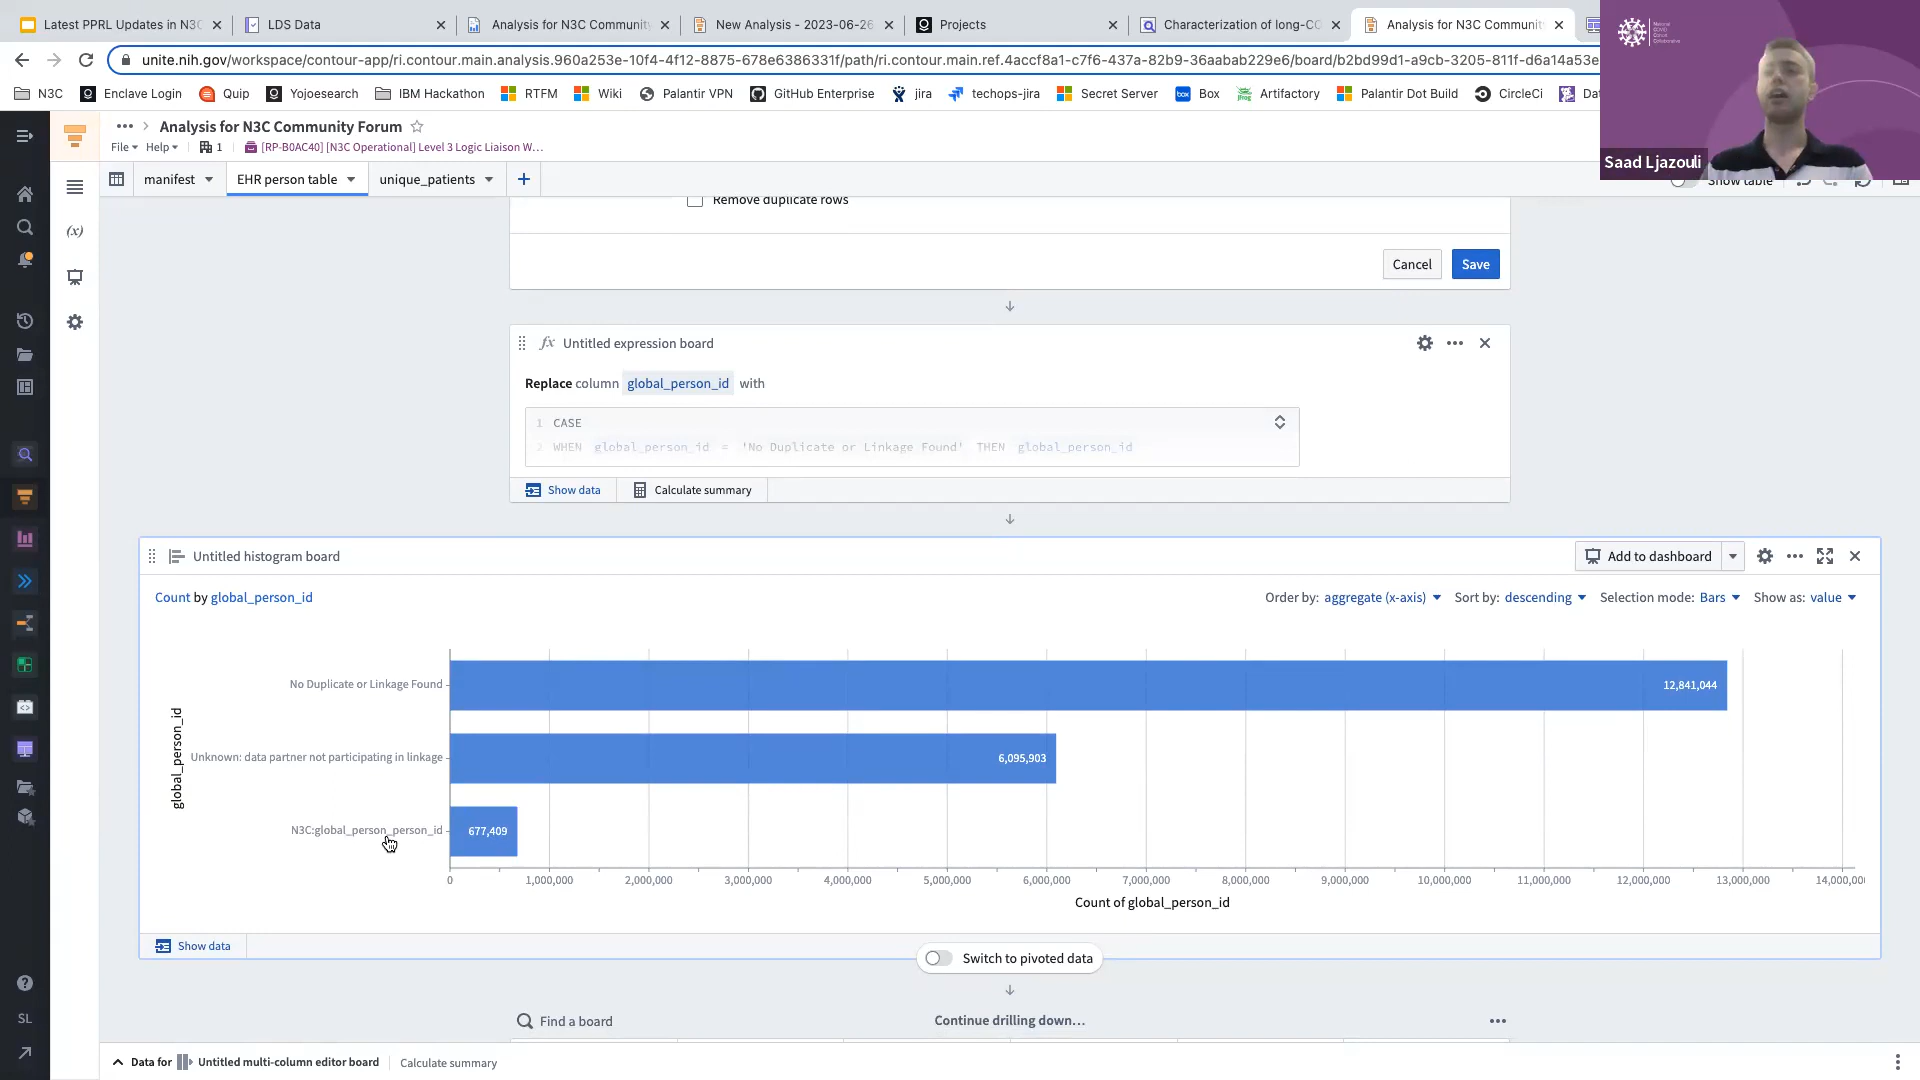 Latest PPRL Updates in N3C
LDS Data
Analysis for N3C Community
New Analysis - 2023-06-26
Projects
Characterization of long-CO
Analysis for N3C Communit
unite.nih.gov/workspace/contour-app/ri.contour.main.analysis.960a253e-10f4-4f12-8875-678e6386331f/path/ri.contour.main.ref.4accf8a1-c7f6-437a-82b9-36aabab229e6/board/b2bd99d1-a9cb-3205-811f-d6a14a53e
N3C
Enclave Login
Quip
Yojoesearch
IBM Hackathon
RTFM
Wiki
Palantir VPN
GitHub Enterprise
jira
techops-jira
Secret Server
Box
Artifactory
Palantir Dot Build
CircleCi
Dat
Analysis for N3C Community Forum
File
Help
1
[RP-B0AC40] [N3C Operational] Level 3 Logic Liaison W...
Saad Ljazouli
manifest
EHR person table
unique_patients
Show table
(x)
Remove duplicate rows
Cancel
Save
fx Untitled expression board
Replace column global_person_id with
1 CASE
2 WHEN global_person_id = 'No Duplicate or Linkage Found' THEN global_person_id
Show data
Calculate summary
Untitled histogram board
Add to dashboard
Count by global_person_id
Order by: aggregate (x-axis)
Sort by: descending
Selection mode: Bars
Show as: value
global_person_id
No Duplicate or Linkage Found
12,841,044
Unknown: data partner not participating in linkage
6,095,903
N3C:global_person_person_id
677,409
0 1,000,000 2,000,000 3,000,000 4,000,000 5,000,000 6,000,000 7,000,000 8,000,000 9,000,000 10,000,000 11,000,000 12,000,000 13,000,000 14,000,00
Count of global_person_id
Show data
Switch to pivoted data
Find a board
Continue drilling down...
SL
Data for Untitled multi-column editor board
Calculate summary